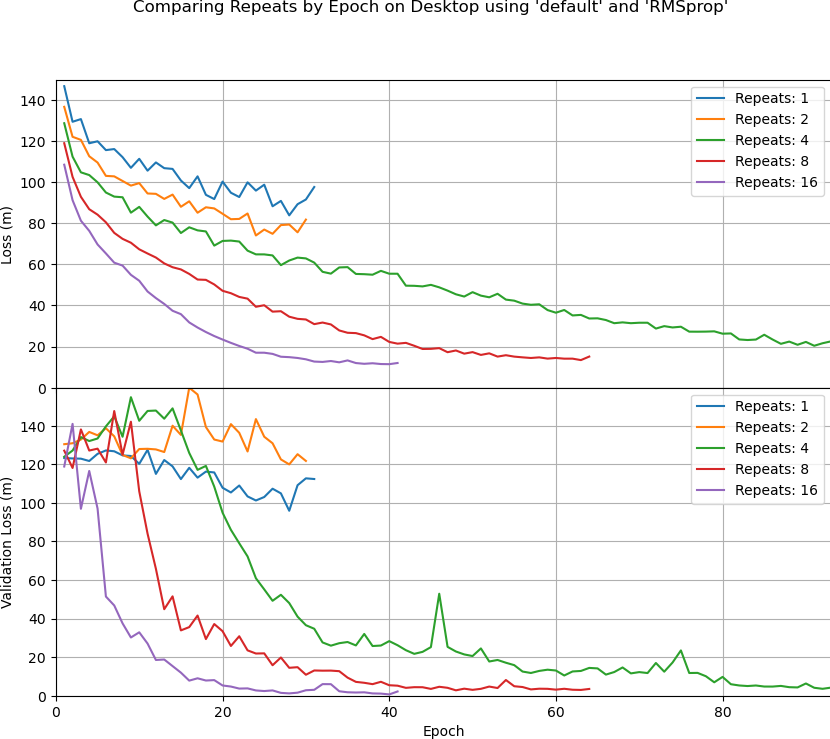 Comparing Repeats by Epoch on Desktop using 'default' and 'RMSprop'
140
120
100
80
60
40
20
0
Loss (m)
Repeats: 1
Repeats: 2
Repeats: 4
Repeats: 8
Repeats: 16
140
120
100
80
60
40
20
0
Validation Loss (m)
Repeats: 1
Repeats: 2
Repeats: 4
Repeats: 8
Repeats: 16
0 20 40 60 80
Epoch